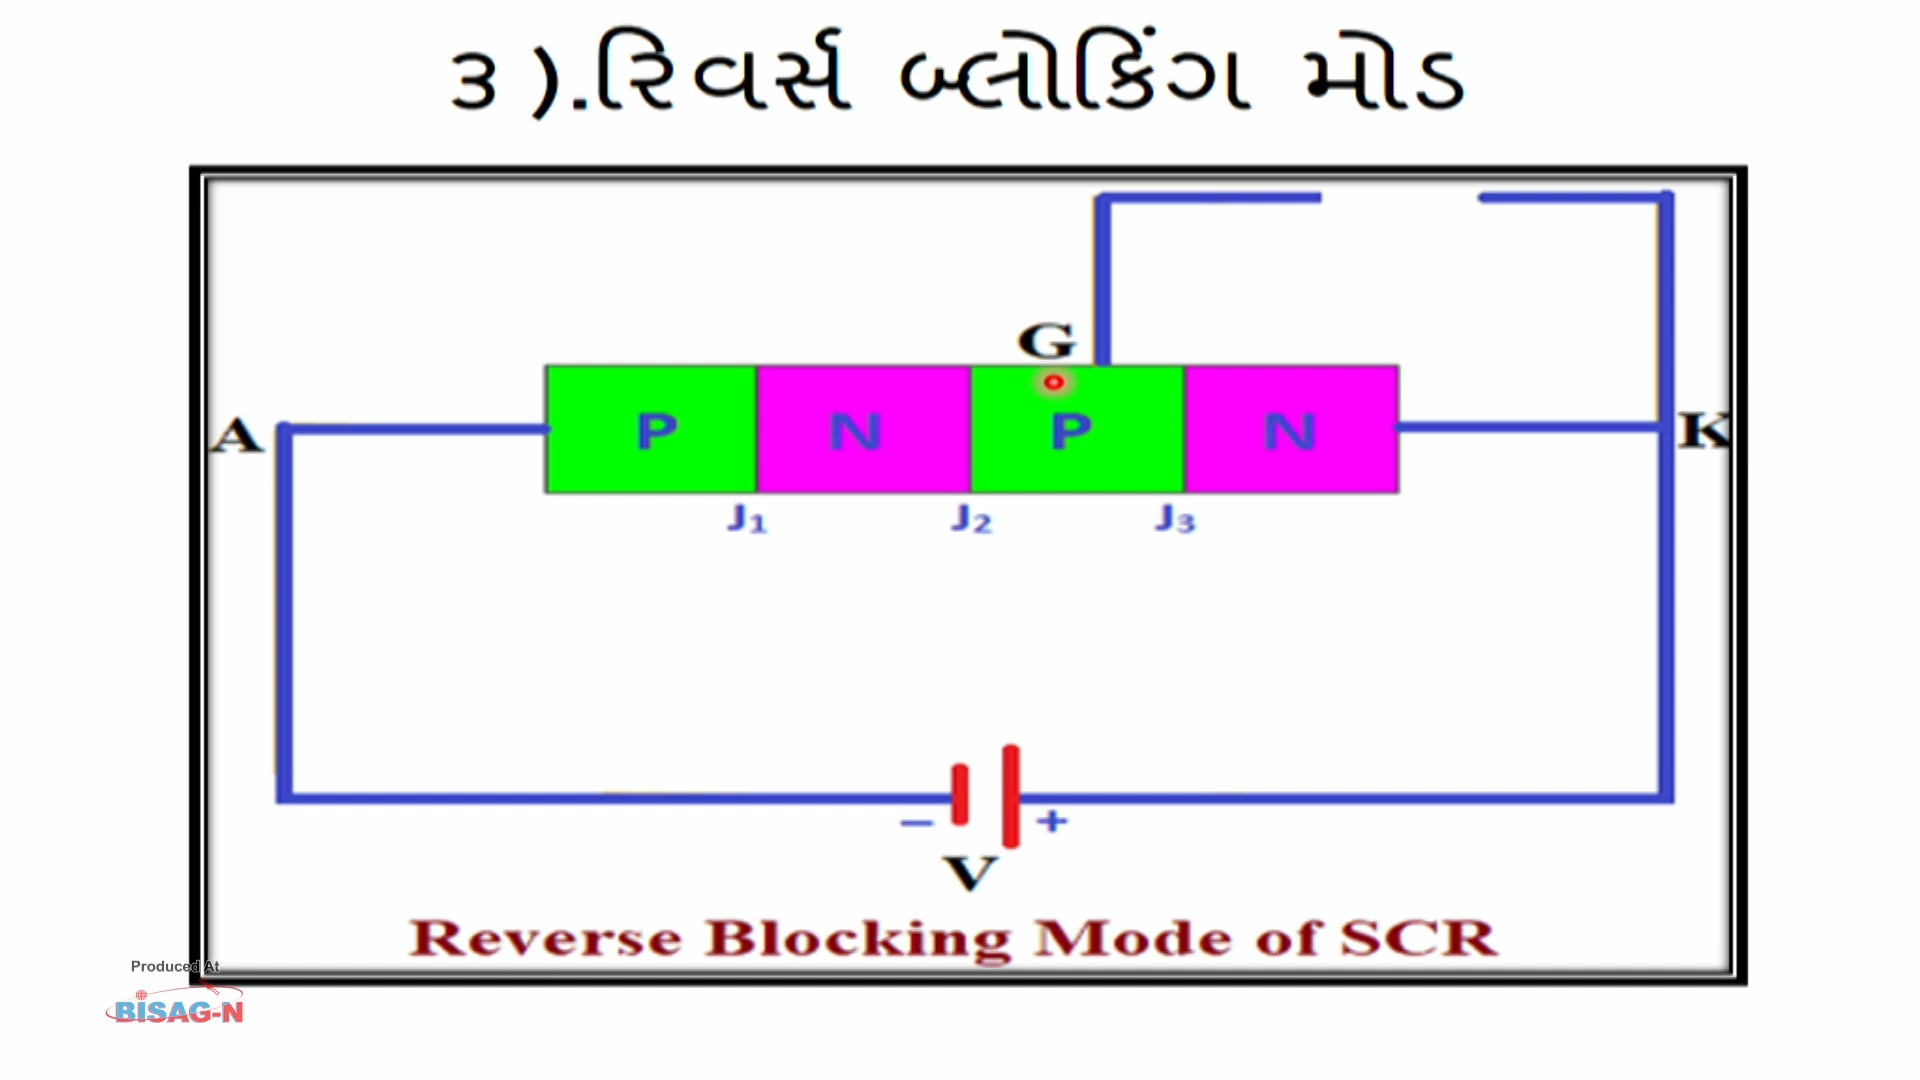 ૩ ).રિવર્સ બ્લોકિંગ મોડ
G
A P N P N K
J1 J2 J3
– +
V
Reverse Blocking Mode of SCR
Produced At
BISAG-N